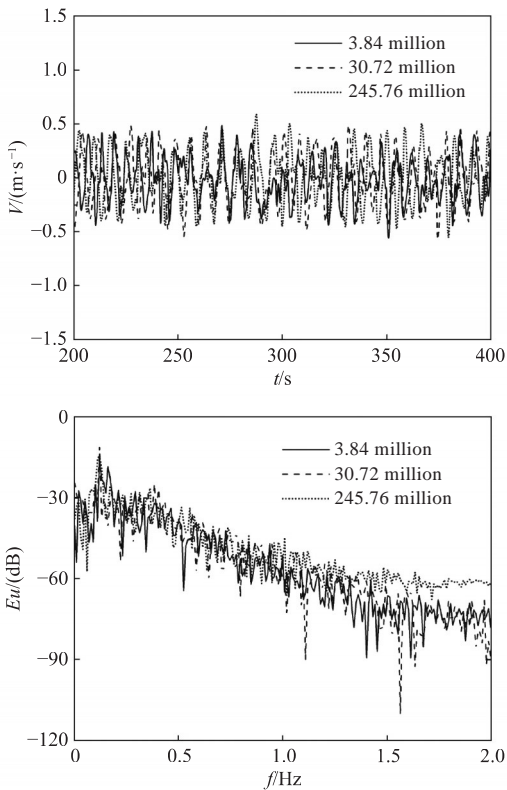 1.5
1.0
0.5
0
−0.5
−1.0
−1.5
V/(m·s⁻¹)
3.84 million
30.72 million
245.76 million
200 250 300 350 400
t/s
0
−30
−60
−90
−120
Eu/(dB)
3.84 million
30.72 million
245.76 million
0 0.5 1.0 1.5 2.0
f/Hz